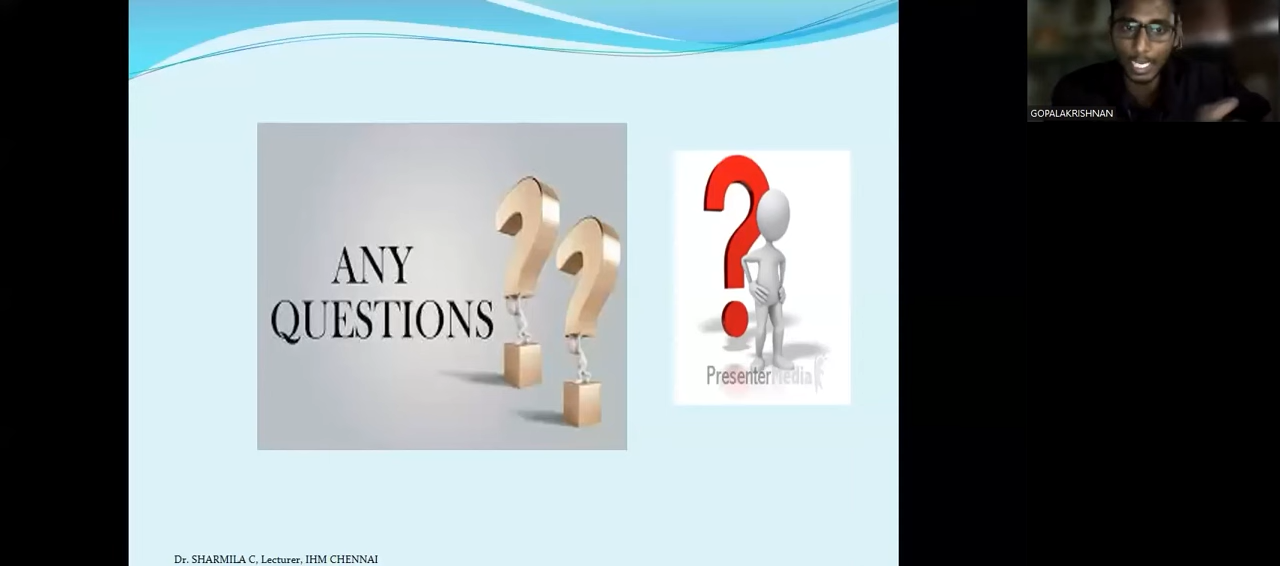 ANY
QUESTIONS
PresenterMedia
Dr. SHARMILA C, Lecturer, IHM CHENNAI
GOPALAKRISHNAN